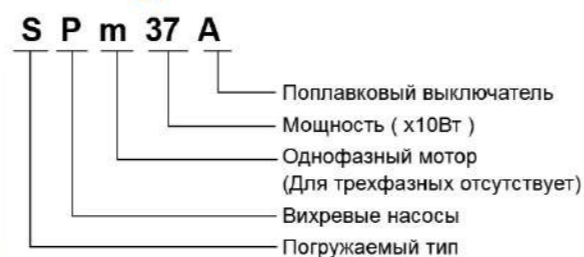 S P m 37 A
Поплавковый выключатель
Мощность ( x10Вт )
Однофазный мотор
(Для трехфазных отсутствует)
Вихревые насосы
Погружаемый тип